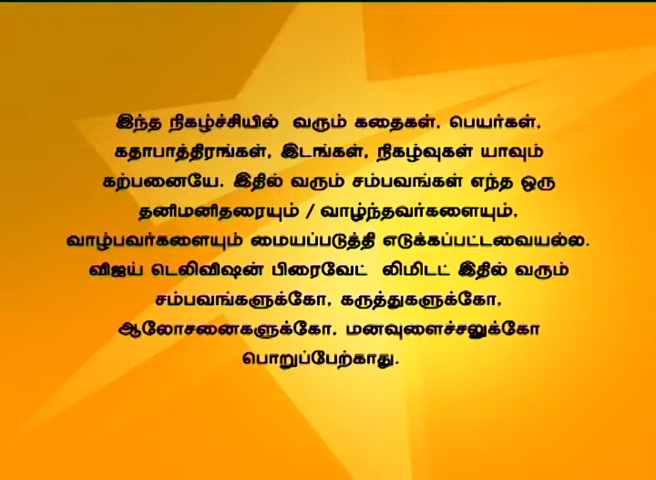 இந்த நிகழ்ச்சியில் வரும் கதைகள். பெயர்கள்.
கதாபாத்திரங்கள், இடங்கள், நிகழ்வுகள் யாவும்
கற்பனையே. இதில் வரும் சம்பவங்கள் எந்த ஒரு
தனிமனிதரையும் / வாழ்ந்தவர்களையும்.
வாழ்பவர்களையும் மையப்படுத்தி எடுக்கப்பட்டவையல்ல.
விஜய் டெலிவிஷன் பிரைவேட் லிமிடட் இதில் வரும்
சம்பவங்களுக்கோ, கருத்துகளுக்கோ,
ஆலோசனைகளுக்கோ. மனவுளைச்சலுக்கோ
பொறுப்பேற்காது.